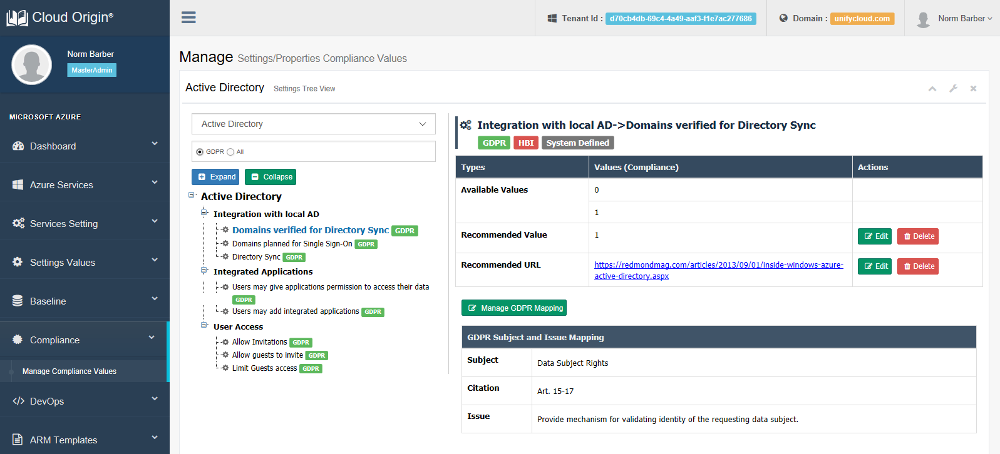 Cloud Origin®
Tenant Id : d70cb4db-69c4-4a49-aaf3-f1e7ac277686
Domain : unifycloud.com
Norm Barber
Norm Barber
MasterAdmin
MICROSOFT AZURE
Dashboard
Azure Services
Services Setting
Settings Values
Baseline
Compliance
Manage Compliance Values
DevOps
ARM Templates
Manage Settings/Properties Compliance Values
Active Directory Settings Tree View
Active Directory
GDPR All
Expand Collapse
Active Directory
Integration with local AD
Domains verified for Directory Sync GDPR
Domains planned for Single Sign-On GDPR
Directory Sync GDPR
Integrated Applications
Users may give applications permission to access their data
GDPR
Users may add integrated applications GDPR
User Access
Allow Invitations GDPR
Allow guests to invite GDPR
Limit Guests access GDPR
Integration with local AD->Domains verified for Directory Sync
GDPR HBI System Defined
Types Values (Compliance) Actions
Available Values 0
1
Recommended Value 1 Edit Delete
Recommended URL https://redmondmag.com/articles/2013/09/01/inside-windows-azure-
active-directory.aspx Edit Delete
Manage GDPR Mapping
GDPR Subject and Issue Mapping
Subject Data Subject Rights
Citation Art. 15-17
Issue Provide mechanism for validating identity of the requesting data subject.